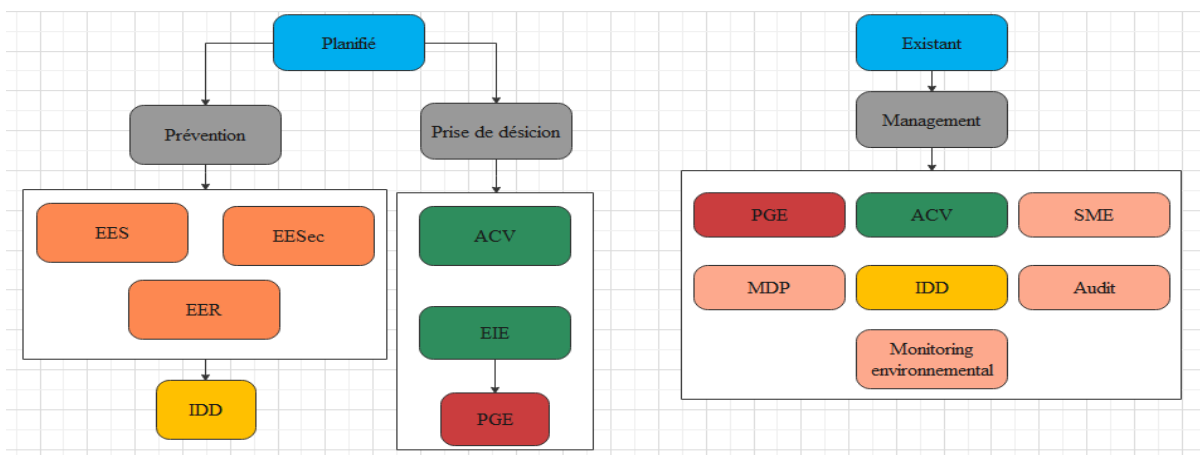 Planifié
Existant
Prévention
Prise de désicion
Management
EES
EESec
EER
IDD
ACV
EIE
PGE
PGE
ACV
SME
MDP
IDD
Audit
Monitoring
environnemental